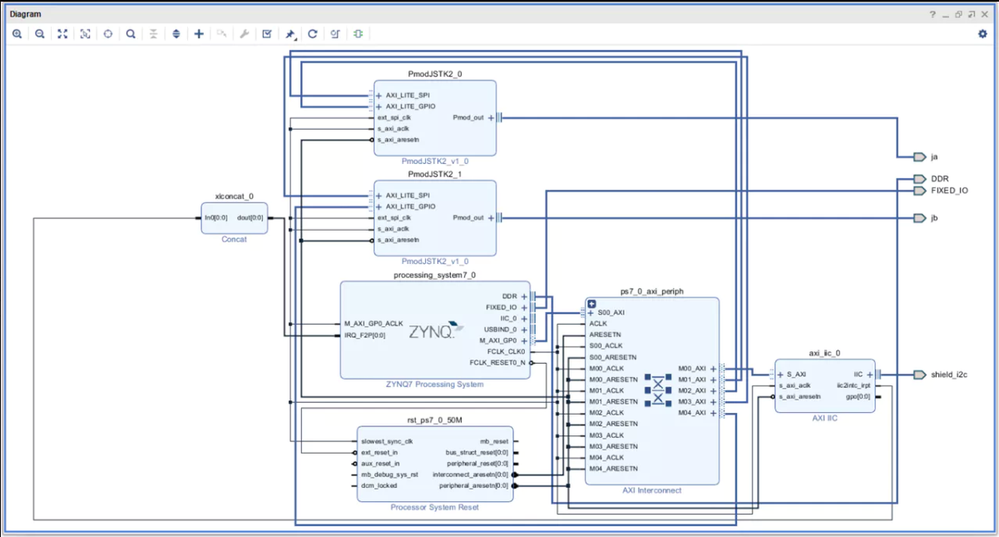 Diagram
PmodJSTK2_0
AXI_LITE_SPI
AXI_LITE_GPIO
ext_spi_clk
s_axi_aclk
s_axi_aresetn
Pmod_out
PmodJSTK2_v1_0
PmodJSTK2_1
AXI_LITE_SPI
AXI_LITE_GPIO
ext_spi_clk
s_axi_aclk
s_axi_aresetn
Pmod_out
PmodJSTK2_v1_0
xlconcat_0
In0[0:0] dout[0:0]
Concat
processing_system7_0
M_AXI_GP0_ACLK
IRQ_F2P[0:0]
ZYNQ
DDR
FIXED_IO
IIC_0
USBIND_0
M_AXI_GP0
FCLK_CLK0
FCLK_RESET0_N
ZYNQ7 Processing System
rst_ps7_0_50M
slowest_sync_clk
ext_reset_in
aux_reset_in
mb_debug_sys_rst
dcm_locked
mb_reset
bus_struct_reset[0:0]
peripheral_reset[0:0]
interconnect_aresetn[0:0]
peripheral_aresetn[0:0]
Processor System Reset
ps7_0_axi_periph
S00_AXI
ACLK
ARESETN
S00_ACLK
S00_ARESETN
M00_ACLK
M00_ARESETN
M01_ACLK
M01_ARESETN
M02_ACLK
M02_ARESETN
M03_ACLK
M03_ARESETN
M04_ACLK
M04_ARESETN
M00_AXI
M01_AXI
M02_AXI
M03_AXI
M04_AXI
AXI Interconnect
axi_iic_0
S_AXI
s_axi_aclk
s_axi_aresetn
IIC
iic2intc_irpt
gpo[0:0]
AXI IIC
ja
DDR
FIXED_IO
jb
shield_i2c